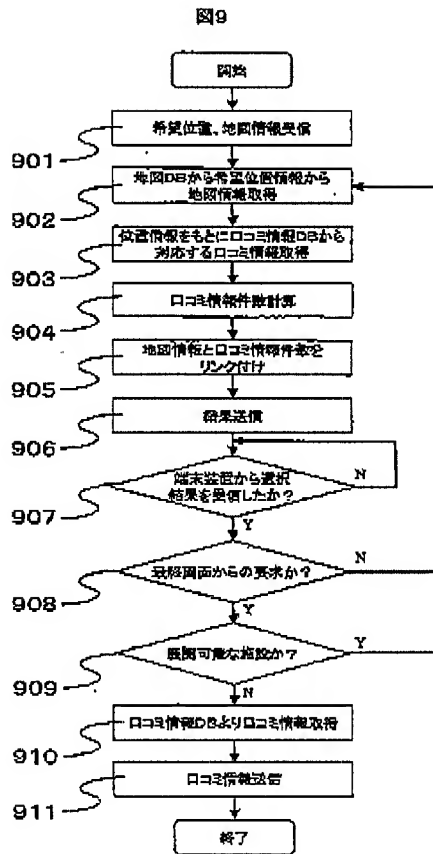 図9
開始
希望位置、地図情報受信
901
地図DBから希望位置情報から
地図情報取得
902
位置情報をもとに口コミ情報DBから
対応する口コミ情報取得
903
口コミ情報件数計算
904
地図情報と口コミ情報件数を
リンク付け
905
結果送信
906
端末装置から選択
結果を受信したか?
N
907
Y
最終画面からの要求か?
N
908
Y
展開可能な施設か?
Y
909
N
口コミ情報DBより口コミ情報取得
910
口コミ情報送信
911
終了